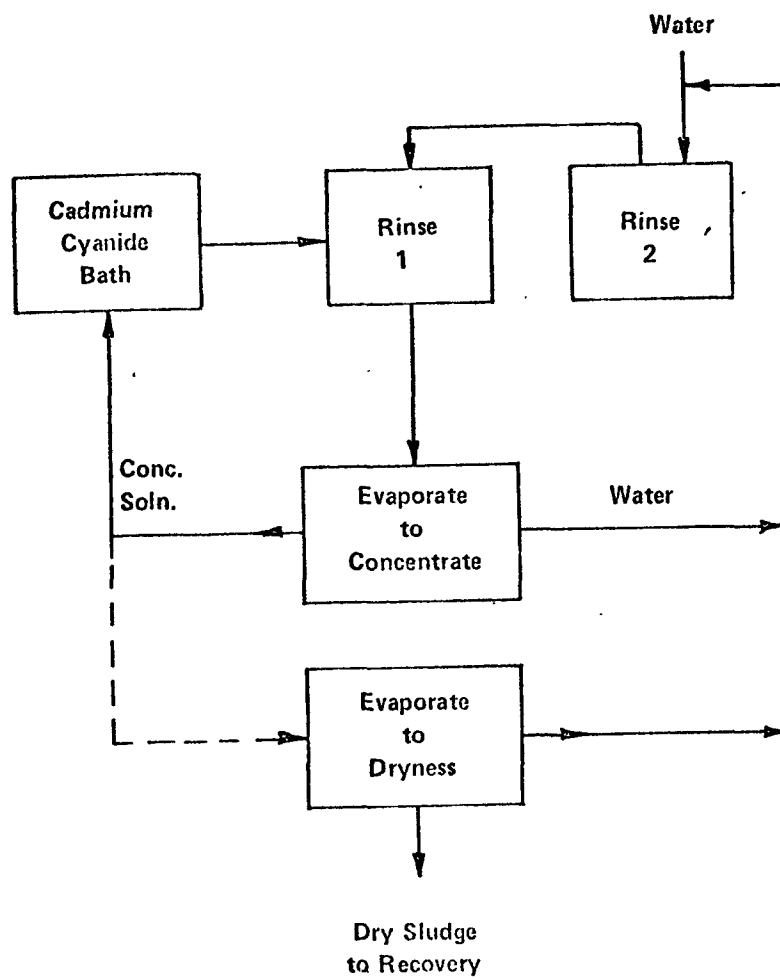 Water
Cadmium
Cyanide
Bath
Rinse
1
Rinse
2
Conc.
Soln.
Evaporate
to
Concentrate
Water
Evaporate
to
Dryness
Dry Sludge
to Recovery